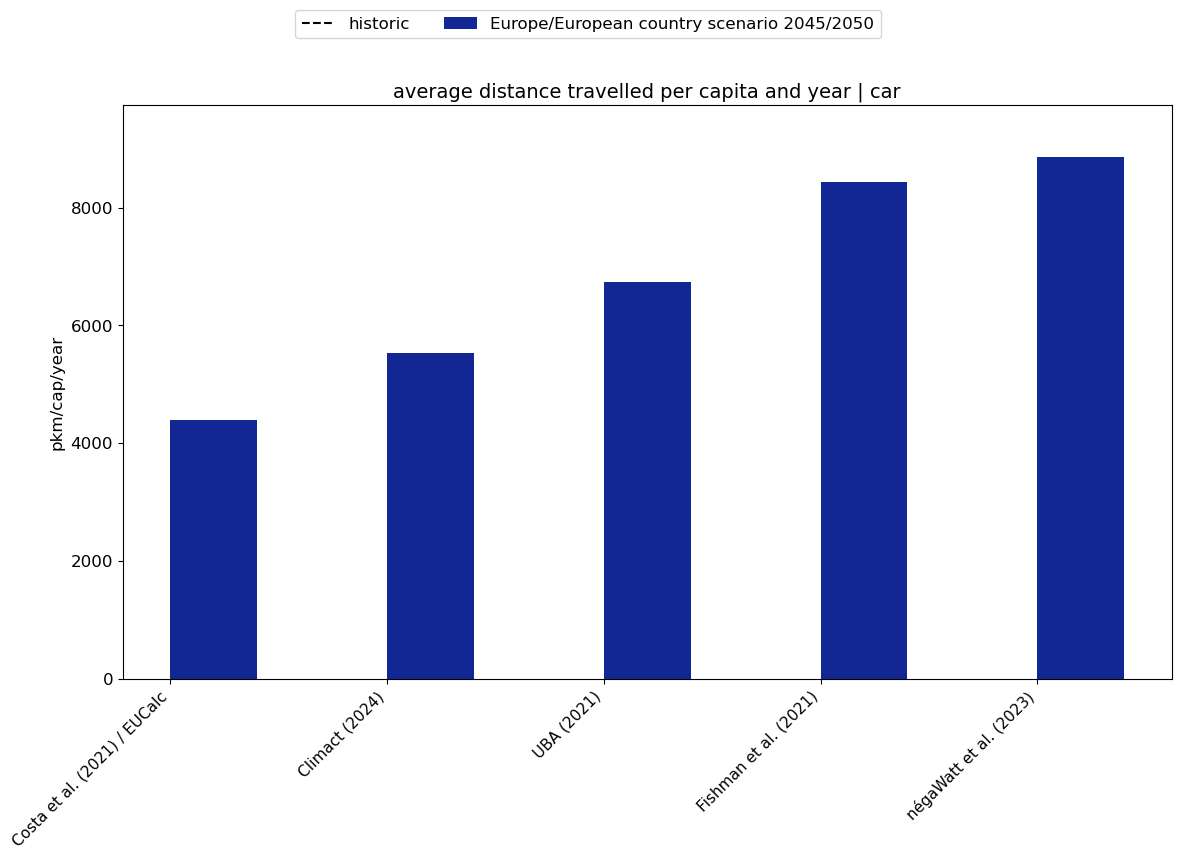 historic
Europe/European country scenario 2045/2050
average distance travelled per capita and year | car
pkm/cap/year
8000
6000
4000
2000
0
Costa et al. (2021) / EUCalc
Climact (2024)
UBA (2021)
Fishman et al. (2021)
négaWatt et al. (2023)